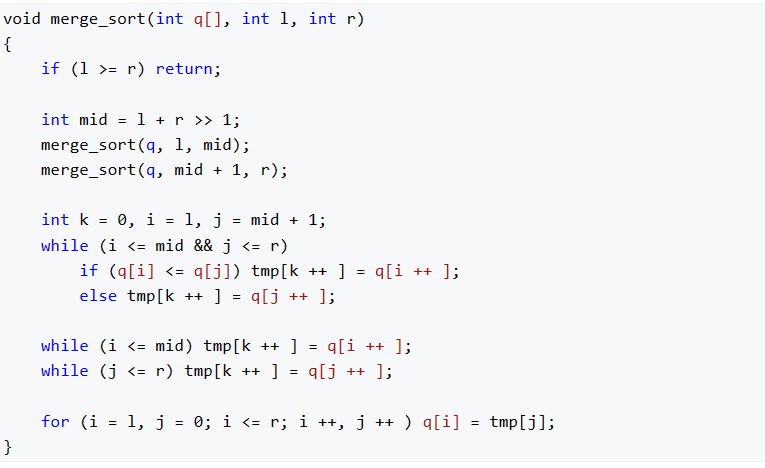 void merge_sort(int q[], int l, int r)
{
    if (l >= r) return;

    int mid = l + r >> 1;
    merge_sort(q, l, mid);
    merge_sort(q, mid + 1, r);

    int k = 0, i = l, j = mid + 1;
    while (i <= mid && j <= r)
        if (q[i] <= q[j]) tmp[k ++ ] = q[i ++ ];
        else tmp[k ++ ] = q[j ++ ];

    while (i <= mid) tmp[k ++ ] = q[i ++ ];
    while (j <= r) tmp[k ++ ] = q[j ++ ];

    for (i = l, j = 0; i <= r; i ++, j ++ ) q[i] = tmp[j];
}